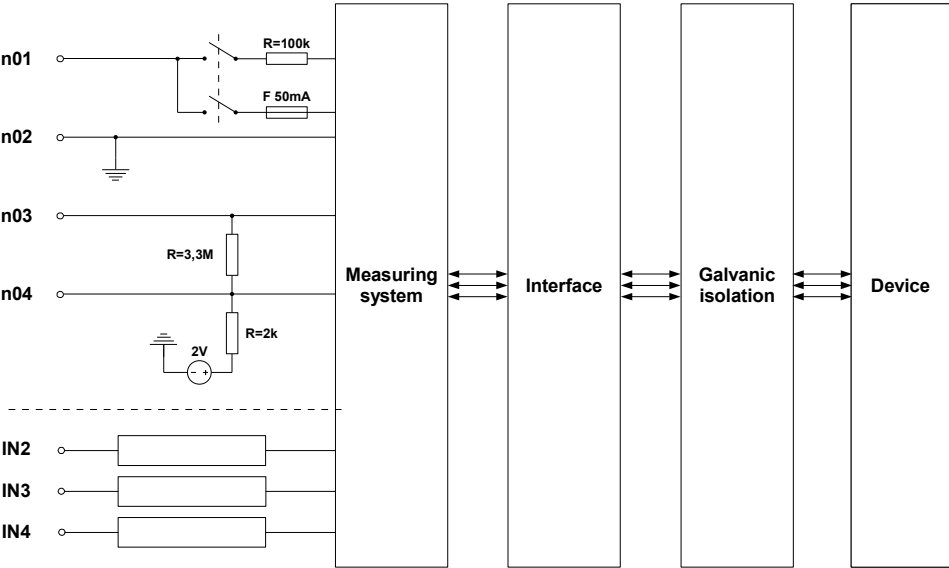 n01
R=100k
F 50mA
n02
n03
R=3,3M
n04
R=2k
2V
- +
Measuring
system
Interface
Galvanic
isolation
Device
IN2
IN3
IN4